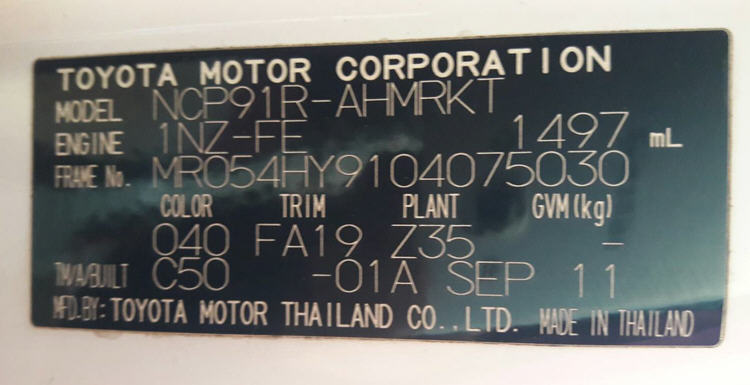 TOYOTA MOTOR CORPORATION
MODEL NCP91R-AHMRKT
ENGINE 1NZ-FE 1497 mL
FRAME No. MR054HY9104075030
COLOR TRIM PLANT GVM(kg)
040 FA19 Z35 -
TM/A/BUILT C50 -01A SEP 11
MFD.BY: TOYOTA MOTOR THAILAND CO.,LTD. MADE IN THAILAND